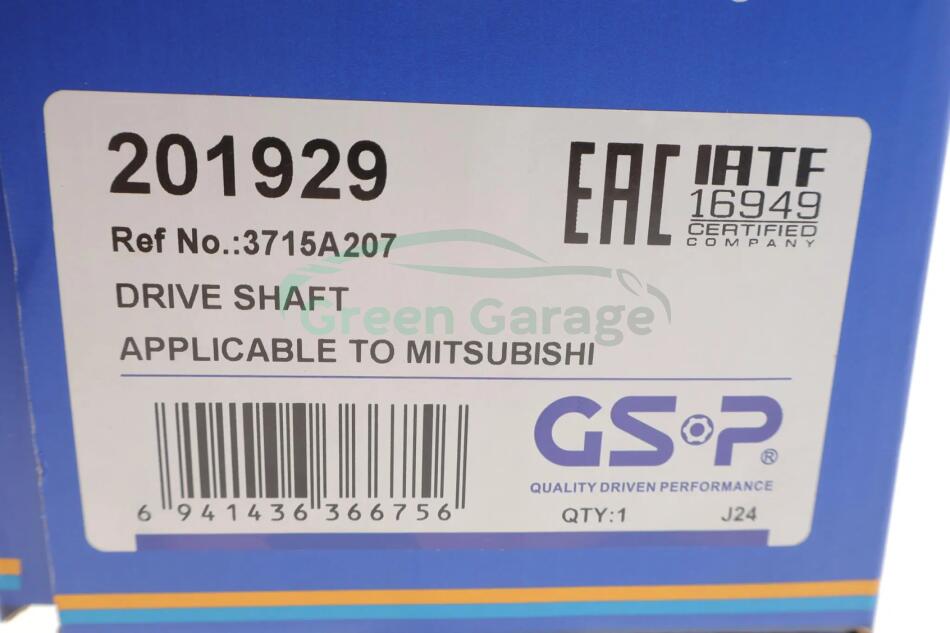 201929
EAC
IATF
16949
CERTIFIED
COMPANY
Ref No.:3715A207
DRIVE SHAFT
Green Garage
APPLICABLE TO MITSUBISHI
GSP®
QUALITY DRIVEN PERFORMANCE
6 941436 366756
QTY:1
J24